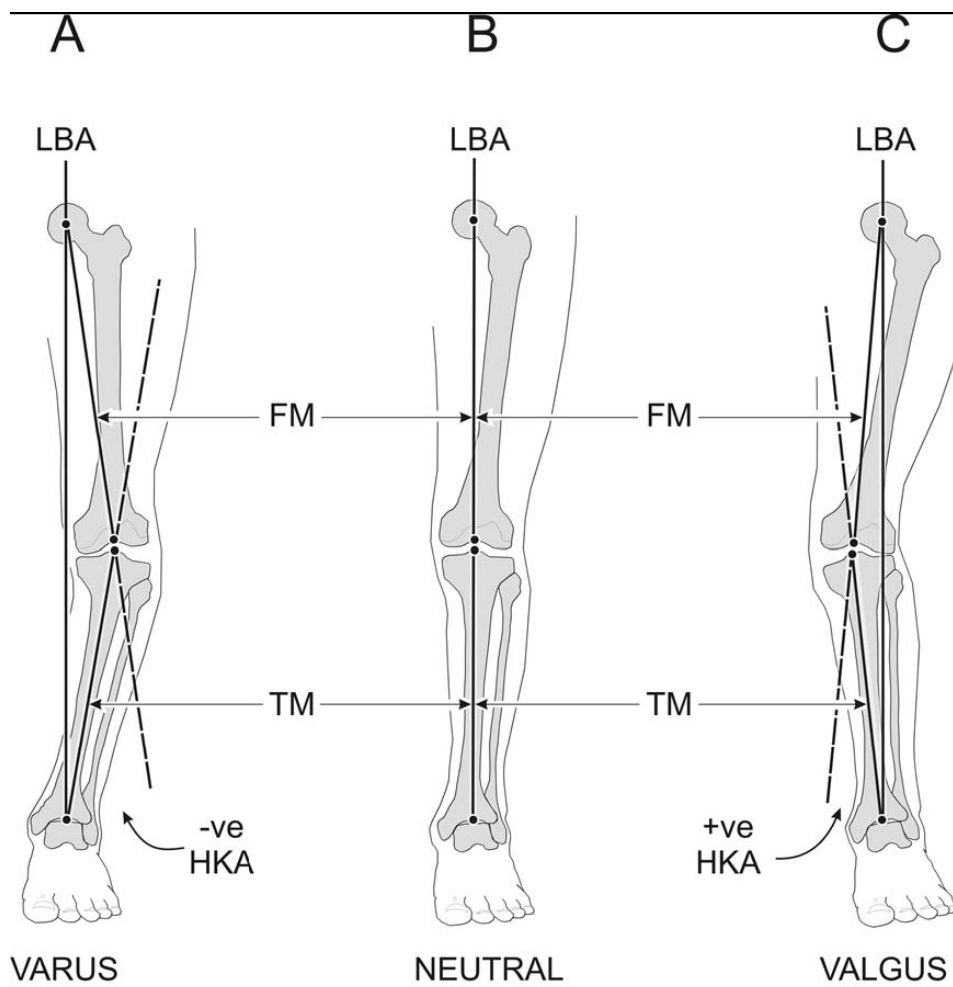 A B C
LBA LBA LBA
FM FM
TM TM
-ve
HKA
+ve
HKA
VARUS NEUTRAL VALGUS